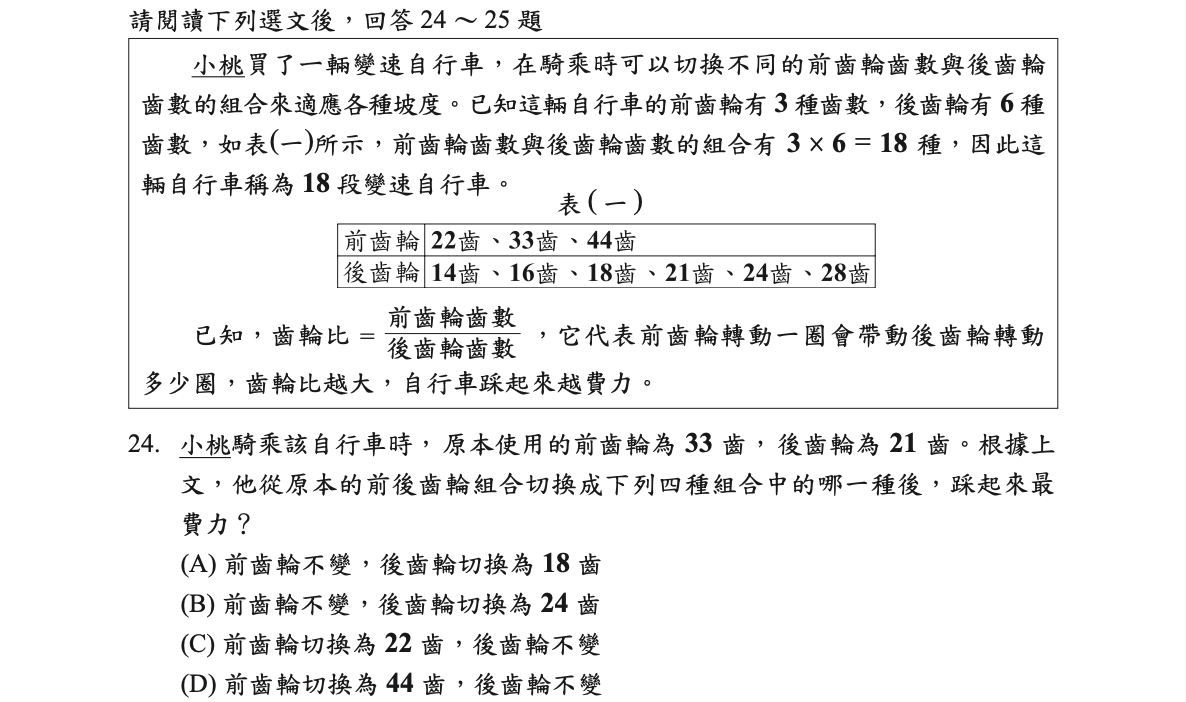 請閱讀下列選文後，回答 24 ～ 25 題
小桃買了一輛變速自行車，在騎乘時可以切換不同的前齒輪齒數與後齒輪
齒數的組合來適應各種坡度。已知這輛自行車的前齒輪有 3 種齒數，後齒輪有 6 種
齒數，如表(一)所示，前齒輪齒數與後齒輪齒數的組合有 3 × 6 = 18 種，因此這
輛自行車稱為 18 段變速自行車。
表(一)
前齒輪 22齒、33齒、44齒
後齒輪 14齒、16齒、18齒、21齒、24齒、28齒
已知，齒輪比 = 前齒輪齒數/後齒輪齒數，它代表前齒輪轉動一圈會帶動後齒輪轉動
多少圈，齒輪比越大，自行車踩起來越費力。
24. 小桃騎乘該自行車時，原本使用的前齒輪為 33 齒，後齒輪為 21 齒。根據上
文，他從原本的前後齒輪組合切換成下列四種組合中的哪一種後，踩起來最
費力？
(A) 前齒輪不變，後齒輪切換為 18 齒
(B) 前齒輪不變，後齒輪切換為 24 齒
(C) 前齒輪切換為 22 齒，後齒輪不變
(D) 前齒輪切換為 44 齒，後齒輪不變